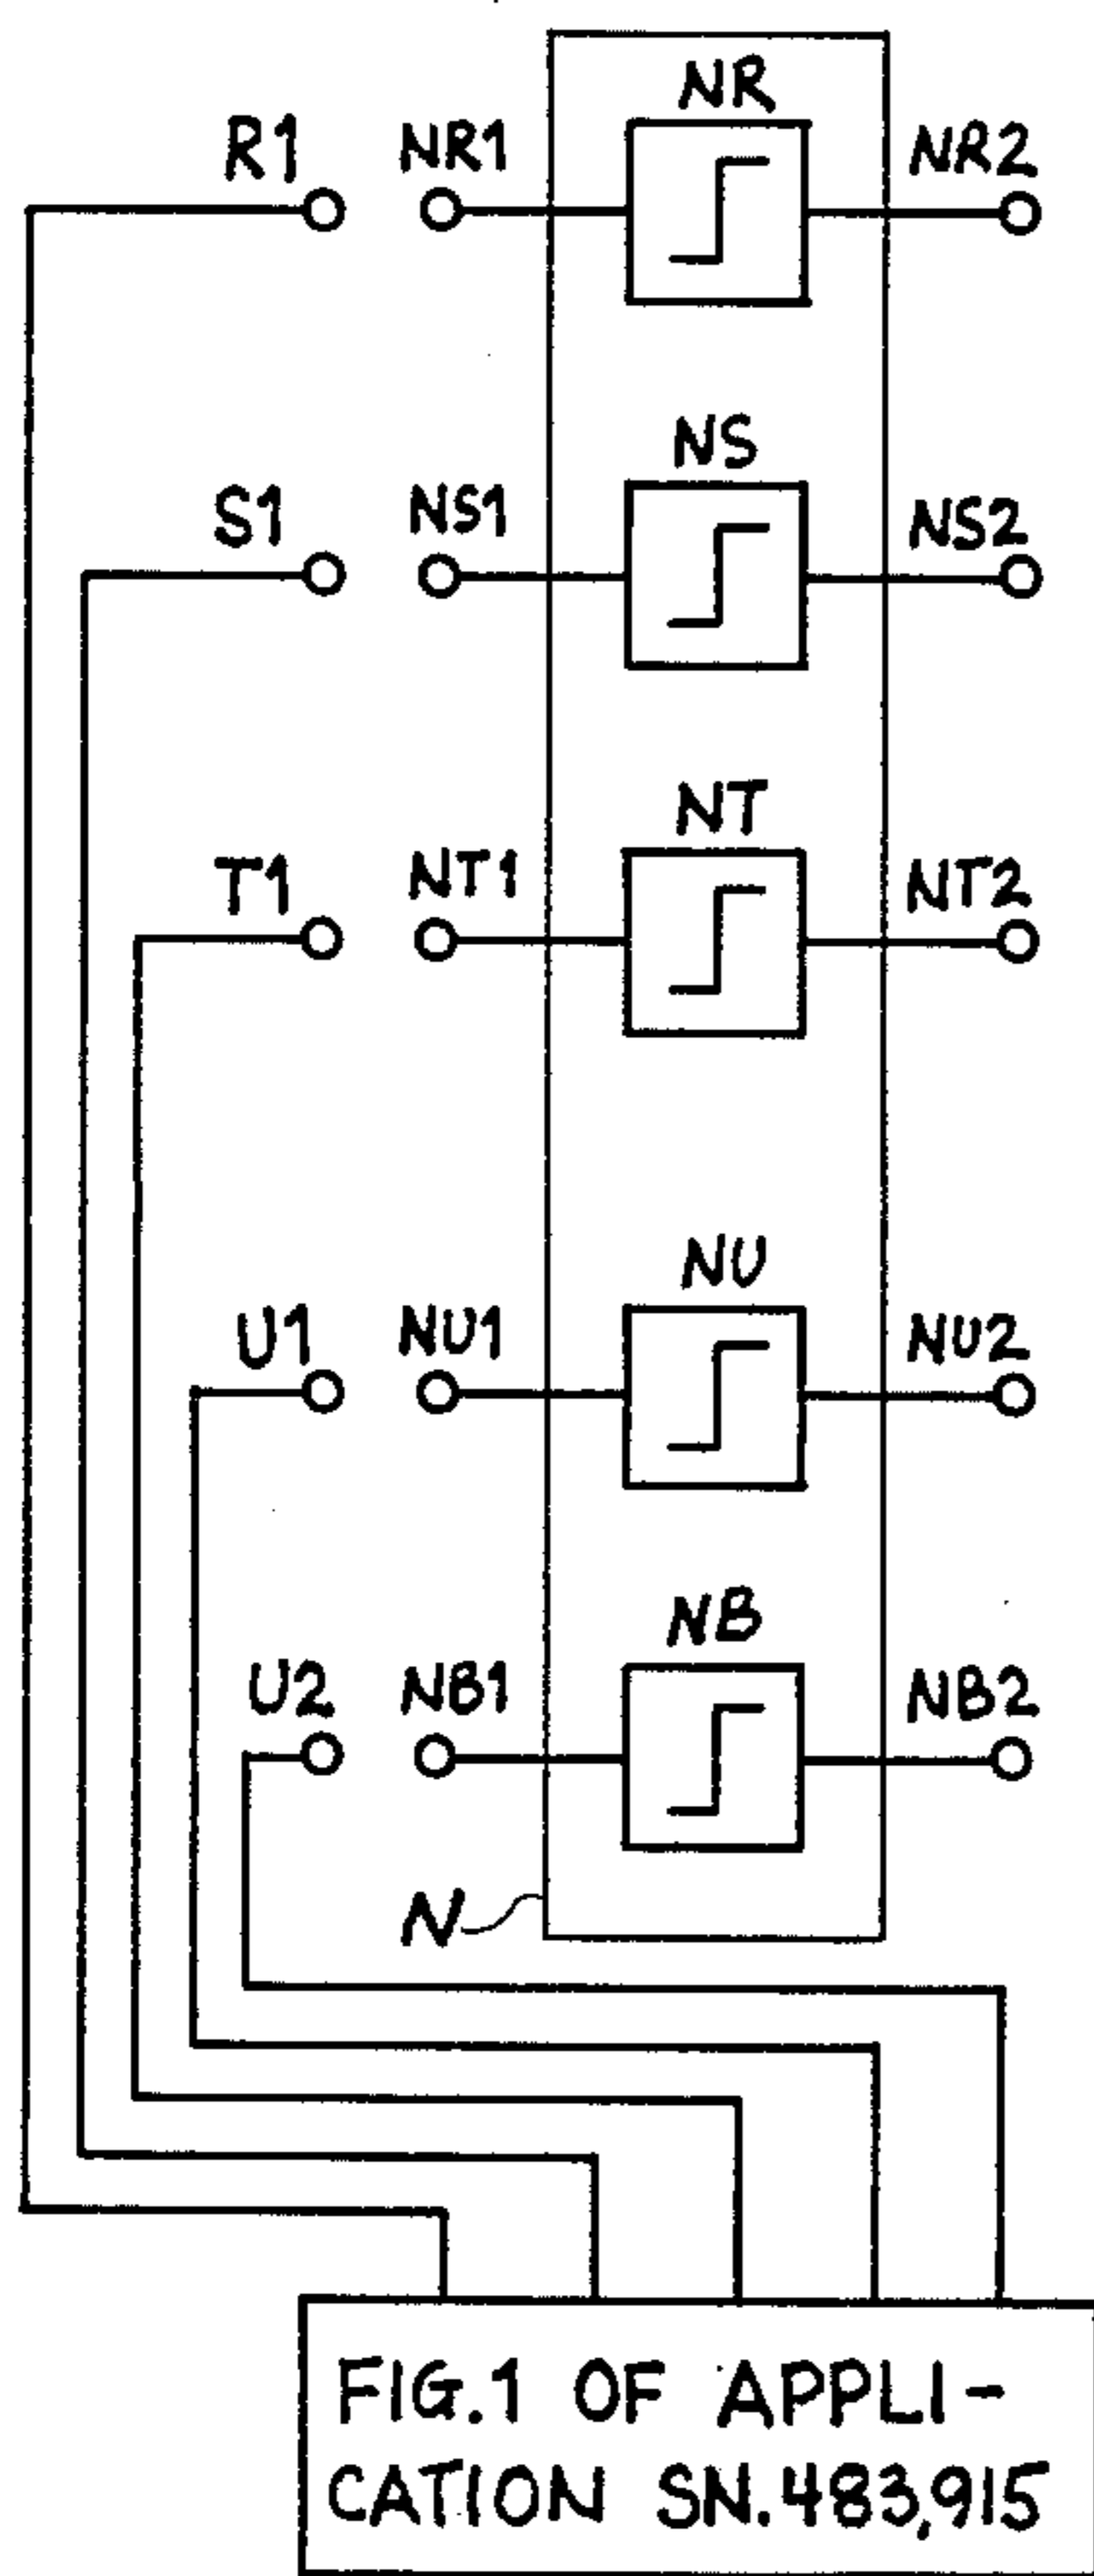 NR
R1 NR1 NR2
NS
S1 NS1 NS2
NT
T1 NT1 NT2
NU
U1 NU1 NU2
NB
U2 NB1 NB2
N
FIG.1 OF APPLI-
CATION SN.483,915